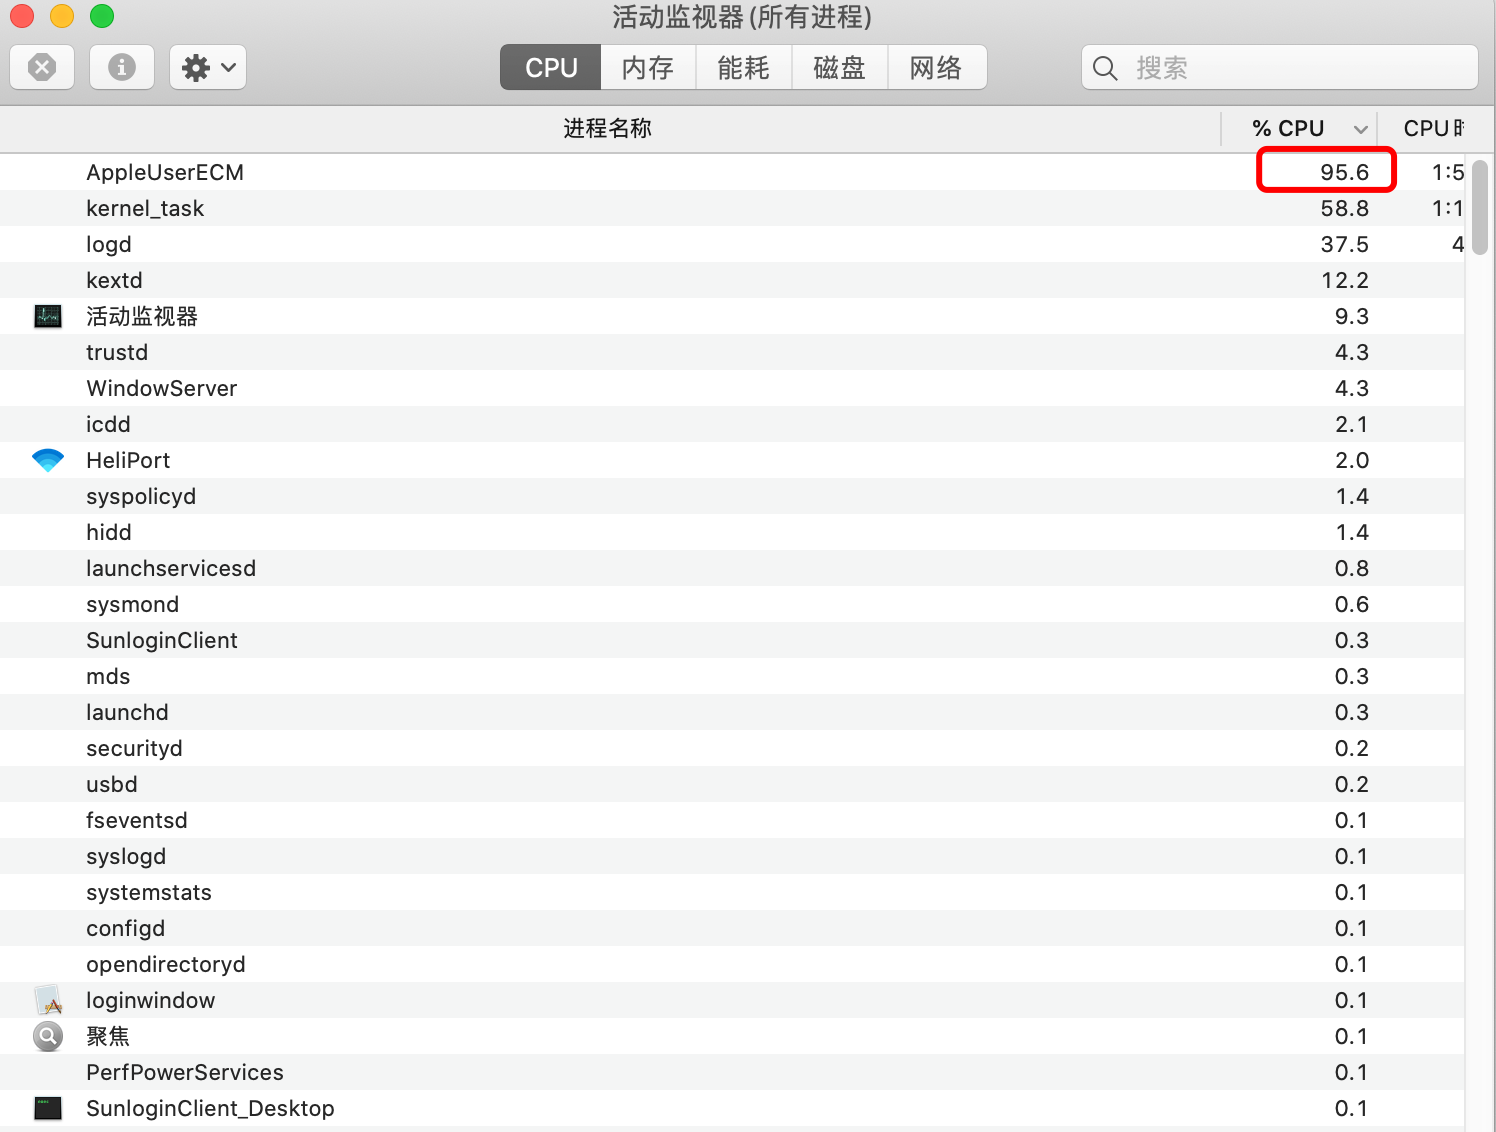 活动监视器 (所有进程)
CPU 内存 能耗 磁盘 网络 搜索
进程名称 % CPU CPU
AppleUserECM 95.6 1:5
kernel_task 58.8 1:1
logd 37.5 4
kextd 12.2
活动监视器 9.3
trustd 4.3
WindowServer 4.3
icdd 2.1
HeliPort 2.0
syspolicyd 1.4
hidd 1.4
launchservicesd 0.8
sysmond 0.6
SunloginClient 0.3
mds 0.3
launchd 0.3
securityd 0.2
usbd 0.2
fseventsd 0.1
syslogd 0.1
systemstats 0.1
configd 0.1
opendirectoryd 0.1
loginwindow 0.1
聚焦 0.1
PerfPowerServices 0.1
SunloginClient_Desktop 0.1